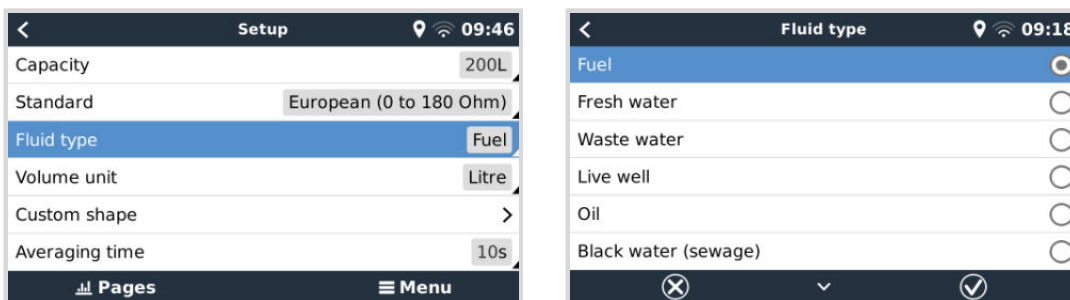 Setup 09:46
Capacity 200L
Standard European (0 to 180 Ohm)
Fluid type Fuel
Volume unit Litre
Custom shape
Averaging time 10s
Pages Menu
Fluid type 09:18
Fuel
Fresh water
Waste water
Live well
Oil
Black water (sewage)